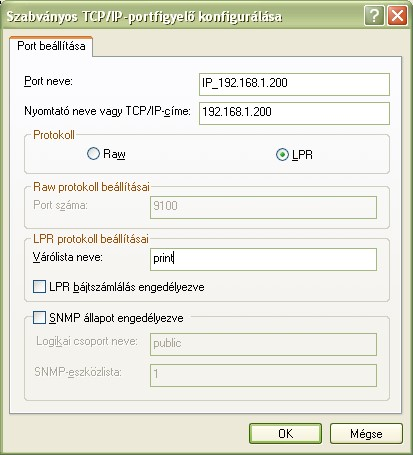 Szabványos TCP/IP-portfigyelő konfigurálása
Port beállítása
Port neve: IP_192.168.1.200
Nyomtató neve vagy TCP/IP-címe: 192.168.1.200
Protokoll
Raw LPR
Raw protokoll beállításai
Port száma: 9100
LPR protokoll beállításai
Várólista neve: print
LPR bájtszámlálás engedélyezve
SNMP állapot engedélyezve
Logikai csoport neve: public
SNMP-eszközlista: 1
OK Mégse